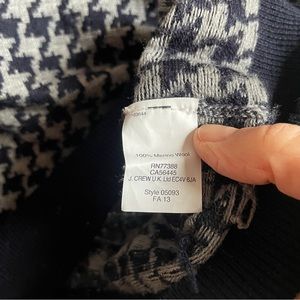 100% Merino Wool
RN77388
CA56445
J. CREW U.K. Ltd EC4V 6JA
Style 05093
FA 13